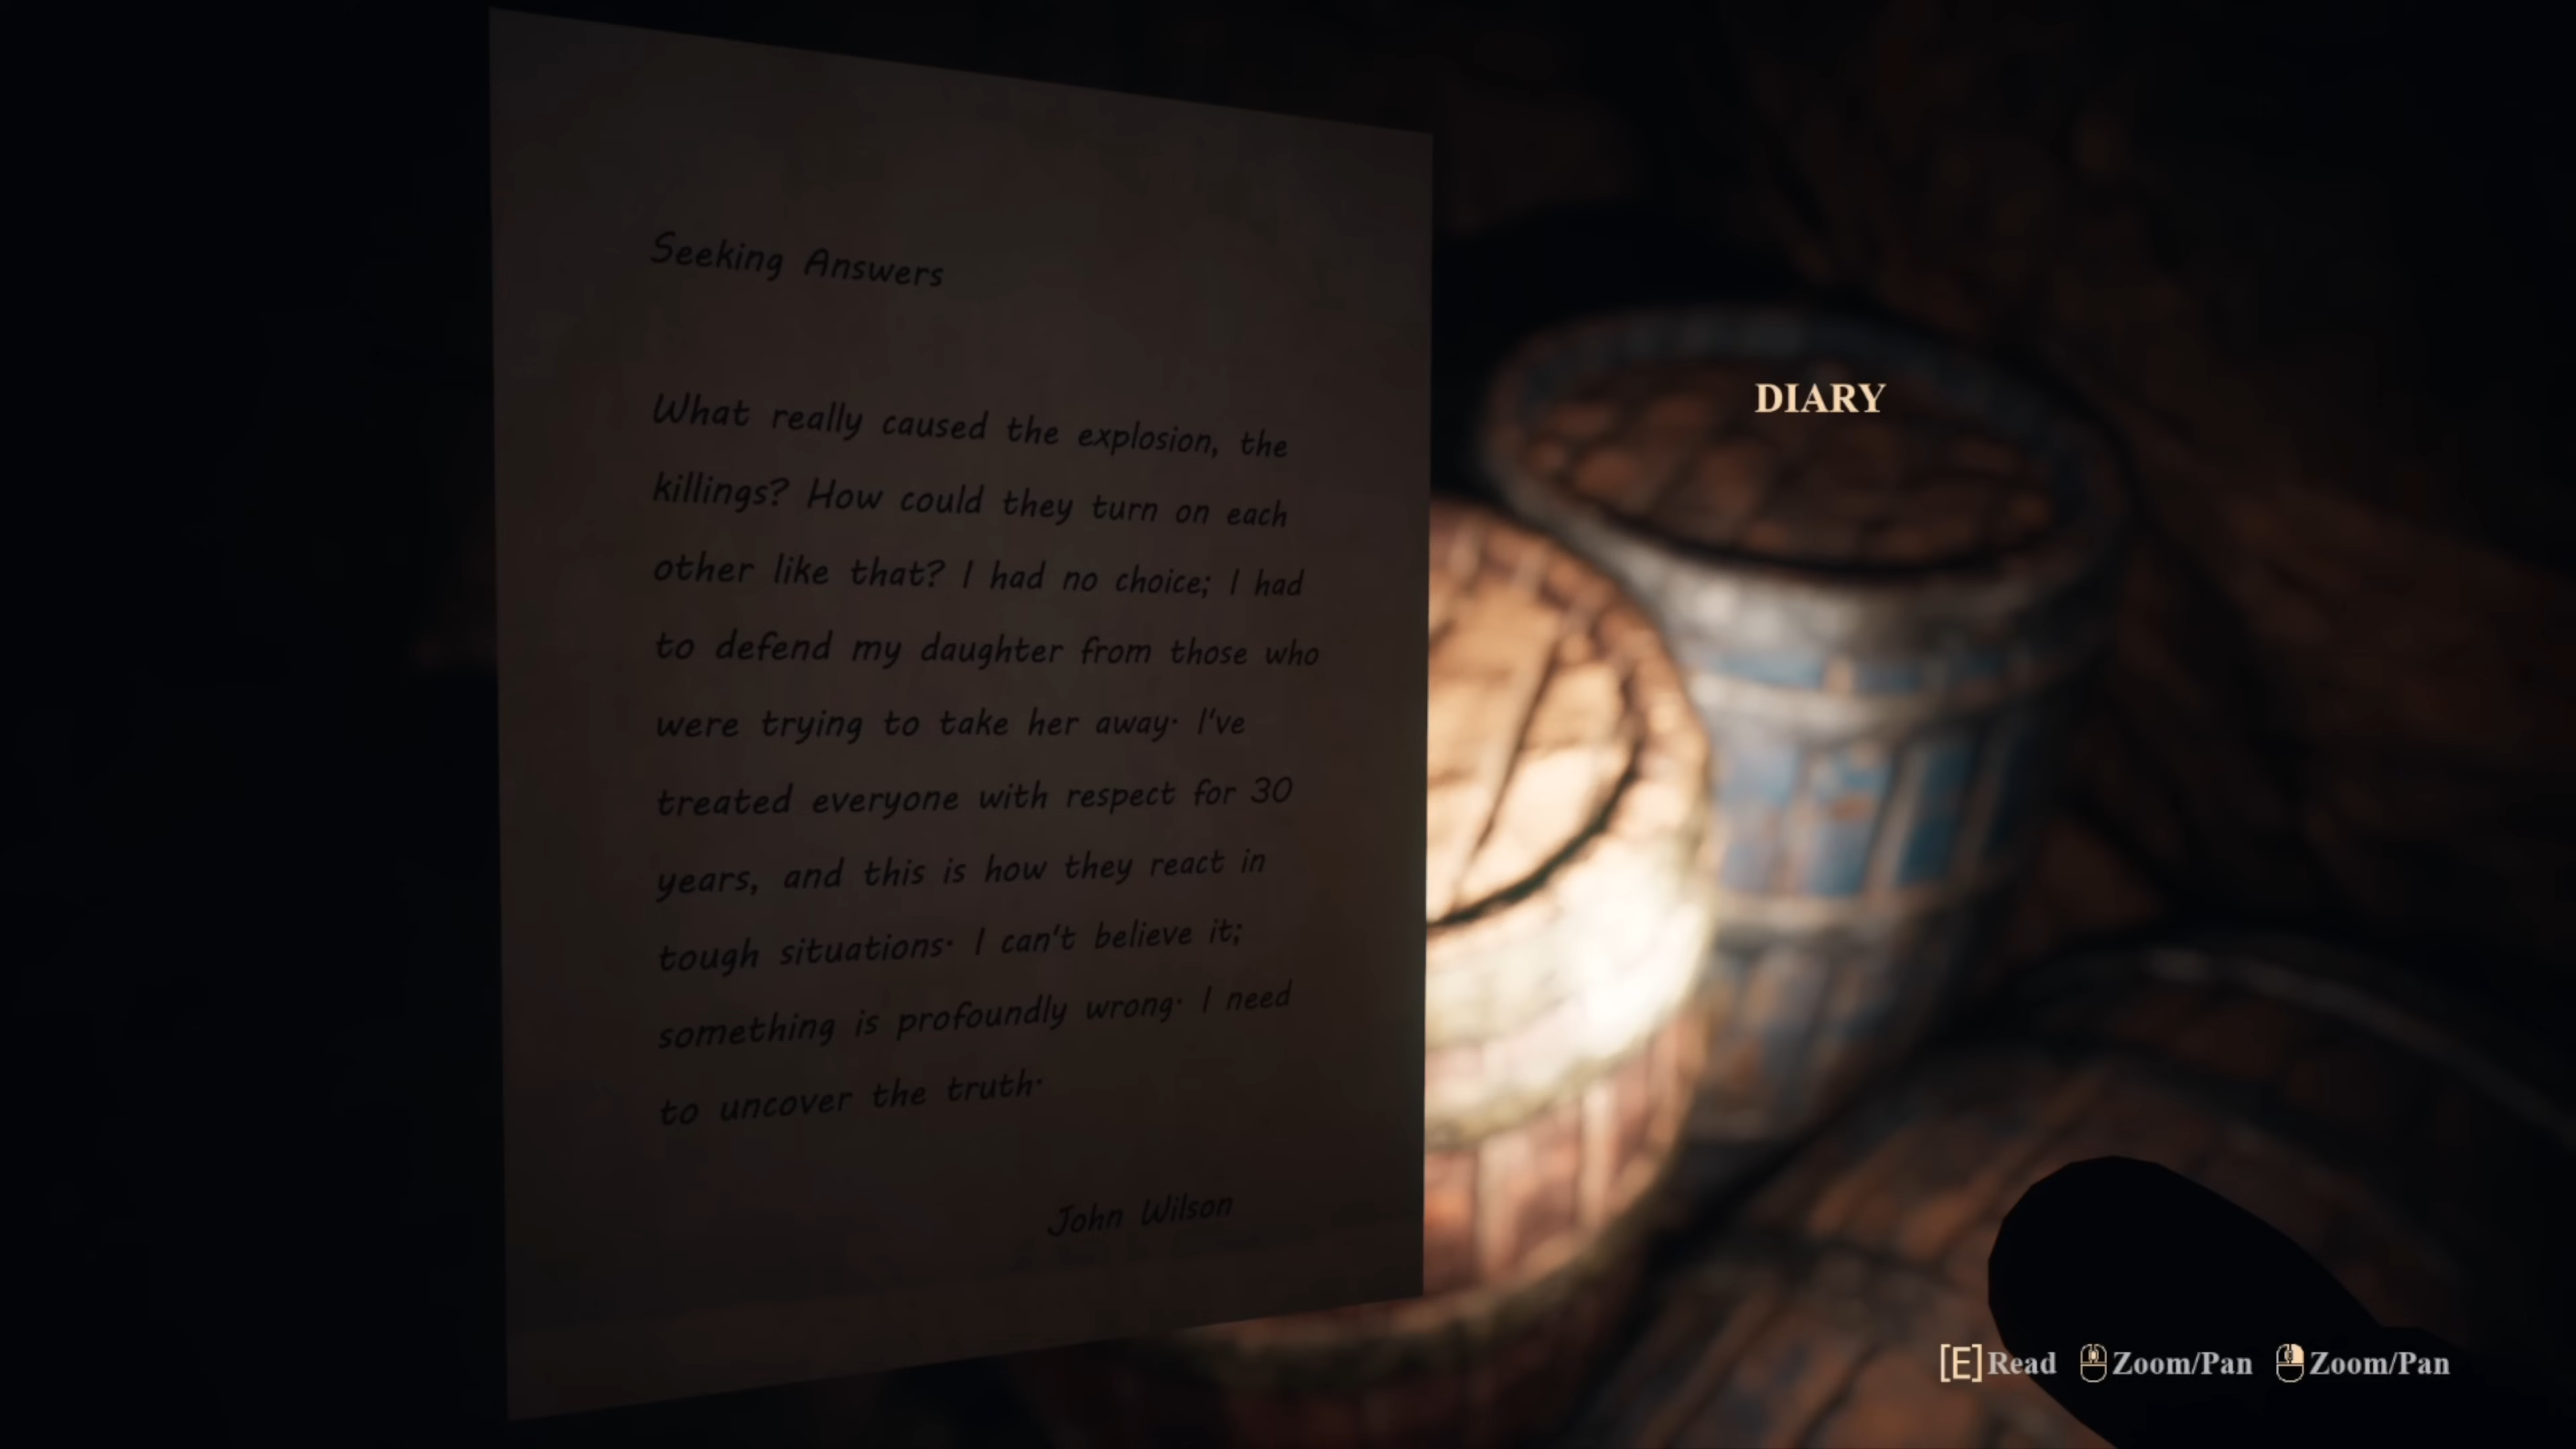 Seeking Answers
What really caused the explosion, the
killings? How could they turn on each
other like that? I had no choice; I had
to defend my daughter from those who
were trying to take her away. I've
treated everyone with respect for 30
years, and this is how they react in
tough situations. I can't believe it;
something is profoundly wrong. I need
to uncover the truth.
John Wilson
DIARY
[E] Read Zoom/Pan Zoom/Pan